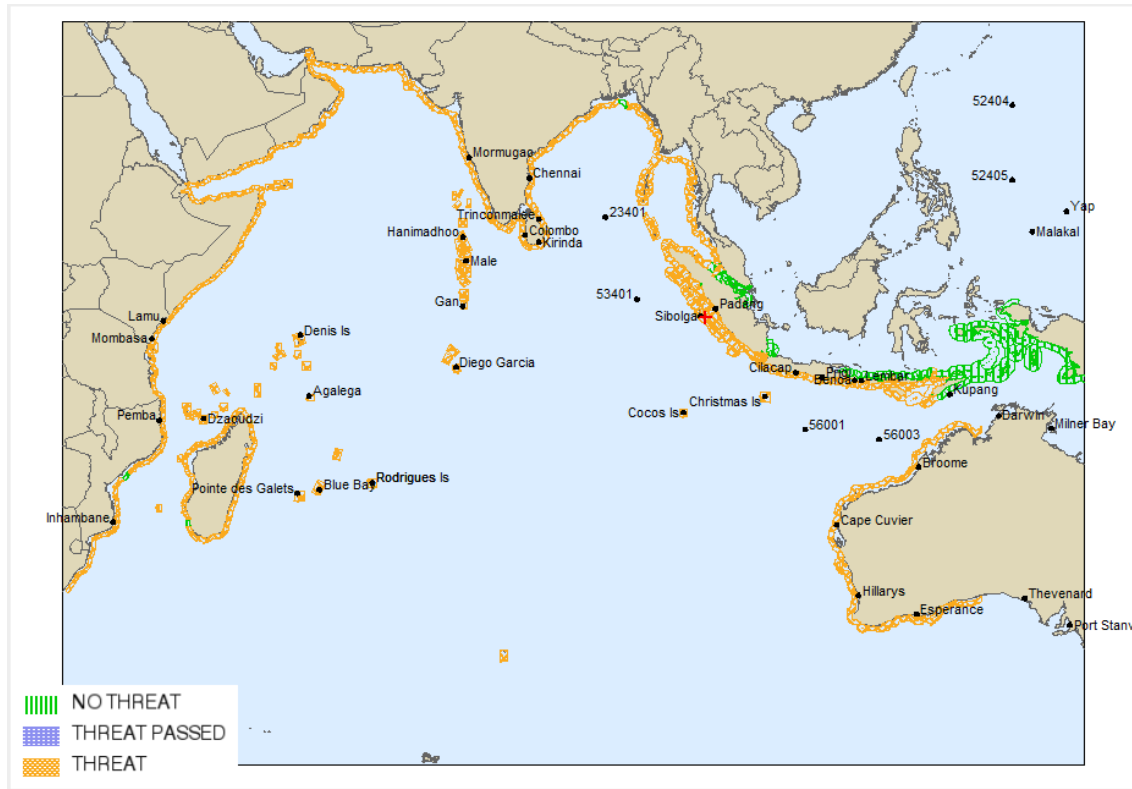 52404
Mormugao
Chennai
52405
Yap
Trinconmalee
23401
Hanimadhoo
Colombo
Kirinda
Malakal
Male
Gan
53401
Padang
Sibolga
Lamu
Mombasa
Denis Is
Diego Garcia
Cilacap
Prigi
Benoa
Lembar
Agalega
Christmas Is
Kupang
Pemba
Dzaoudzi
Cocos Is
Darwin
56001
Milner Bay
56003
Broome
Pointe des Galets
Blue Bay
Rodrigues Is
Inhambane
Cape Cuvier
Hillarys
Thevenard
Esperance
Port Stanv
NO THREAT
THREAT PASSED
THREAT